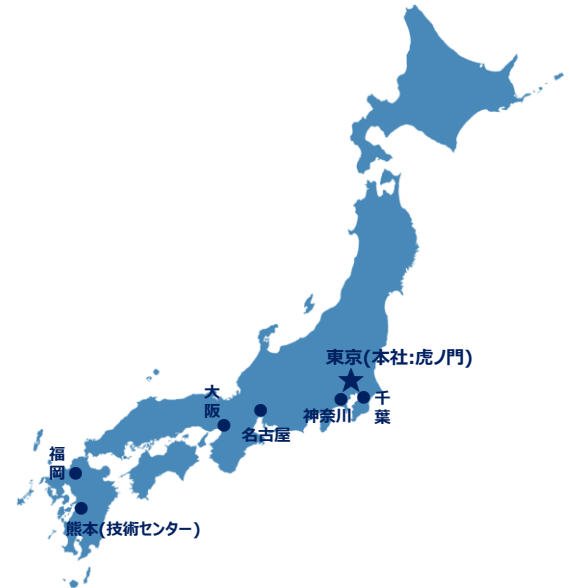 東京(本社:虎ノ門)
大阪
千葉
神奈川
名古屋
福岡
熊本(技術センター)